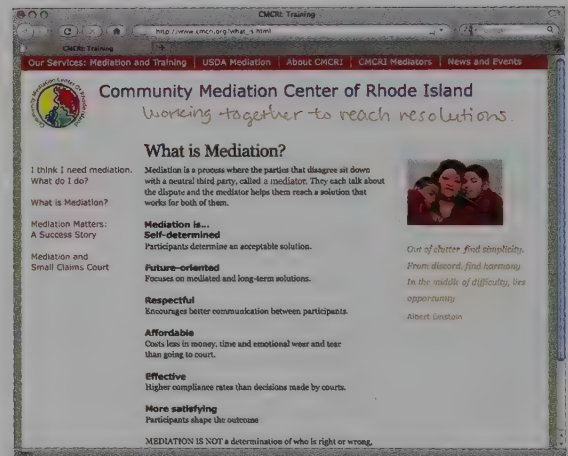 CMCRI: Training
http://www.cmcri.org/what_s.html
CMCRI: Training
Our Services: Mediation and Training | USDA Mediation | About CMCRI | CMCRI Mediators | News and Events
Community Mediation Center Of Rhode Island
Community Mediation Center of Rhode Island
Working together to reach resolutions.
What is Mediation?
I think I need mediation.
What do I do?
What is Mediation?
Mediation Matters:
A Success Story
Mediation and
Small Claims Court
Mediation is a process where the parties that disagree sit down
with a neutral third party, called a mediator. They each talk about
the dispute and the mediator helps them reach a solution that
works for both of them.
Mediation is...
Self-determined
Participants determine an acceptable solution.
Future-oriented
Focuses on mediated and long-term solutions.
Respectful
Encourages better communication between participants.
Affordable
Costs less in money, time and emotional wear and tear
than going to court.
Effective
Higher compliance rates than decisions made by courts.
More satisfying
Participants shape the outcome
MEDIATION IS NOT a determination of who is right or wrong,
Out of clutter, find simplicity.
From discord, find harmony
In the middle of difficulty, lies
opportunity
Albert Einstein